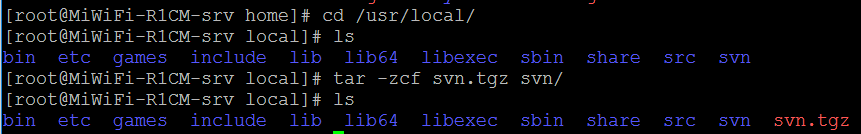 [root@MiWiFi-R1CM-srv home]# cd /usr/local/
[root@MiWiFi-R1CM-srv local]# ls
bin etc games include lib lib64 libexec sbin share src svn
[root@MiWiFi-R1CM-srv local]# tar -zcf svn.tgz svn/
[root@MiWiFi-R1CM-srv local]# ls
bin etc games include lib lib64 libexec sbin share src svn svn.tgz